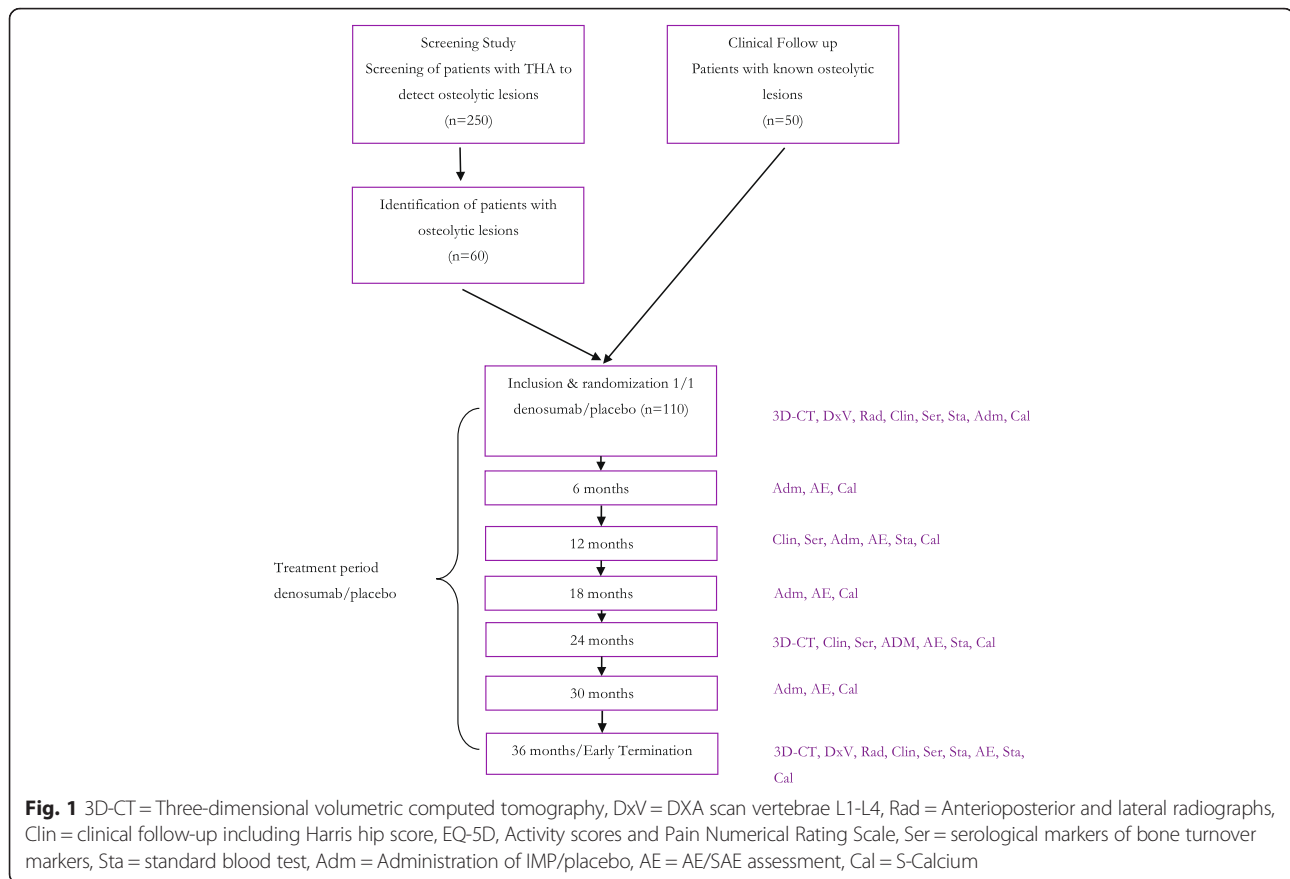 Screening Study
Screening of patients with THA to
detect osteolytic lesions
(n=250)
Clinical Follow up
Patients with known osteolytic
lesions
(n=50)
Identification of patients with
osteolytic lesions
(n=60)
Inclusion & randomization 1/1
denosumab/placebo (n=110)
3D-CT, DxV, Rad, Clin, Ser, Sta, Adm, Cal
6 months
Adm, AE, Cal
12 months
Clin, Ser, Adm, AE, Sta, Cal
Treatment period
denosumab/placebo
18 months
Adm, AE, Cal
24 months
3D-CT, Clin, Ser, ADM, AE, Sta, Cal
30 months
Adm, AE, Cal
36 months/Early Termination
3D-CT, DxV, Rad, Clin, Ser, Sta, AE, Sta,
Cal
Fig. 1 3D-CT = Three-dimensional volumetric computed tomography, DxV = DXA scan vertebrae L1-L4, Rad = Anterioposterior and lateral radiographs,
Clin = clinical follow-up including Harris hip score, EQ-5D, Activity scores and Pain Numerical Rating Scale, Ser = serological markers of bone turnover
markers, Sta = standard blood test, Adm = Administration of IMP/placebo, AE = AE/SAE assessment, Cal = S-Calcium